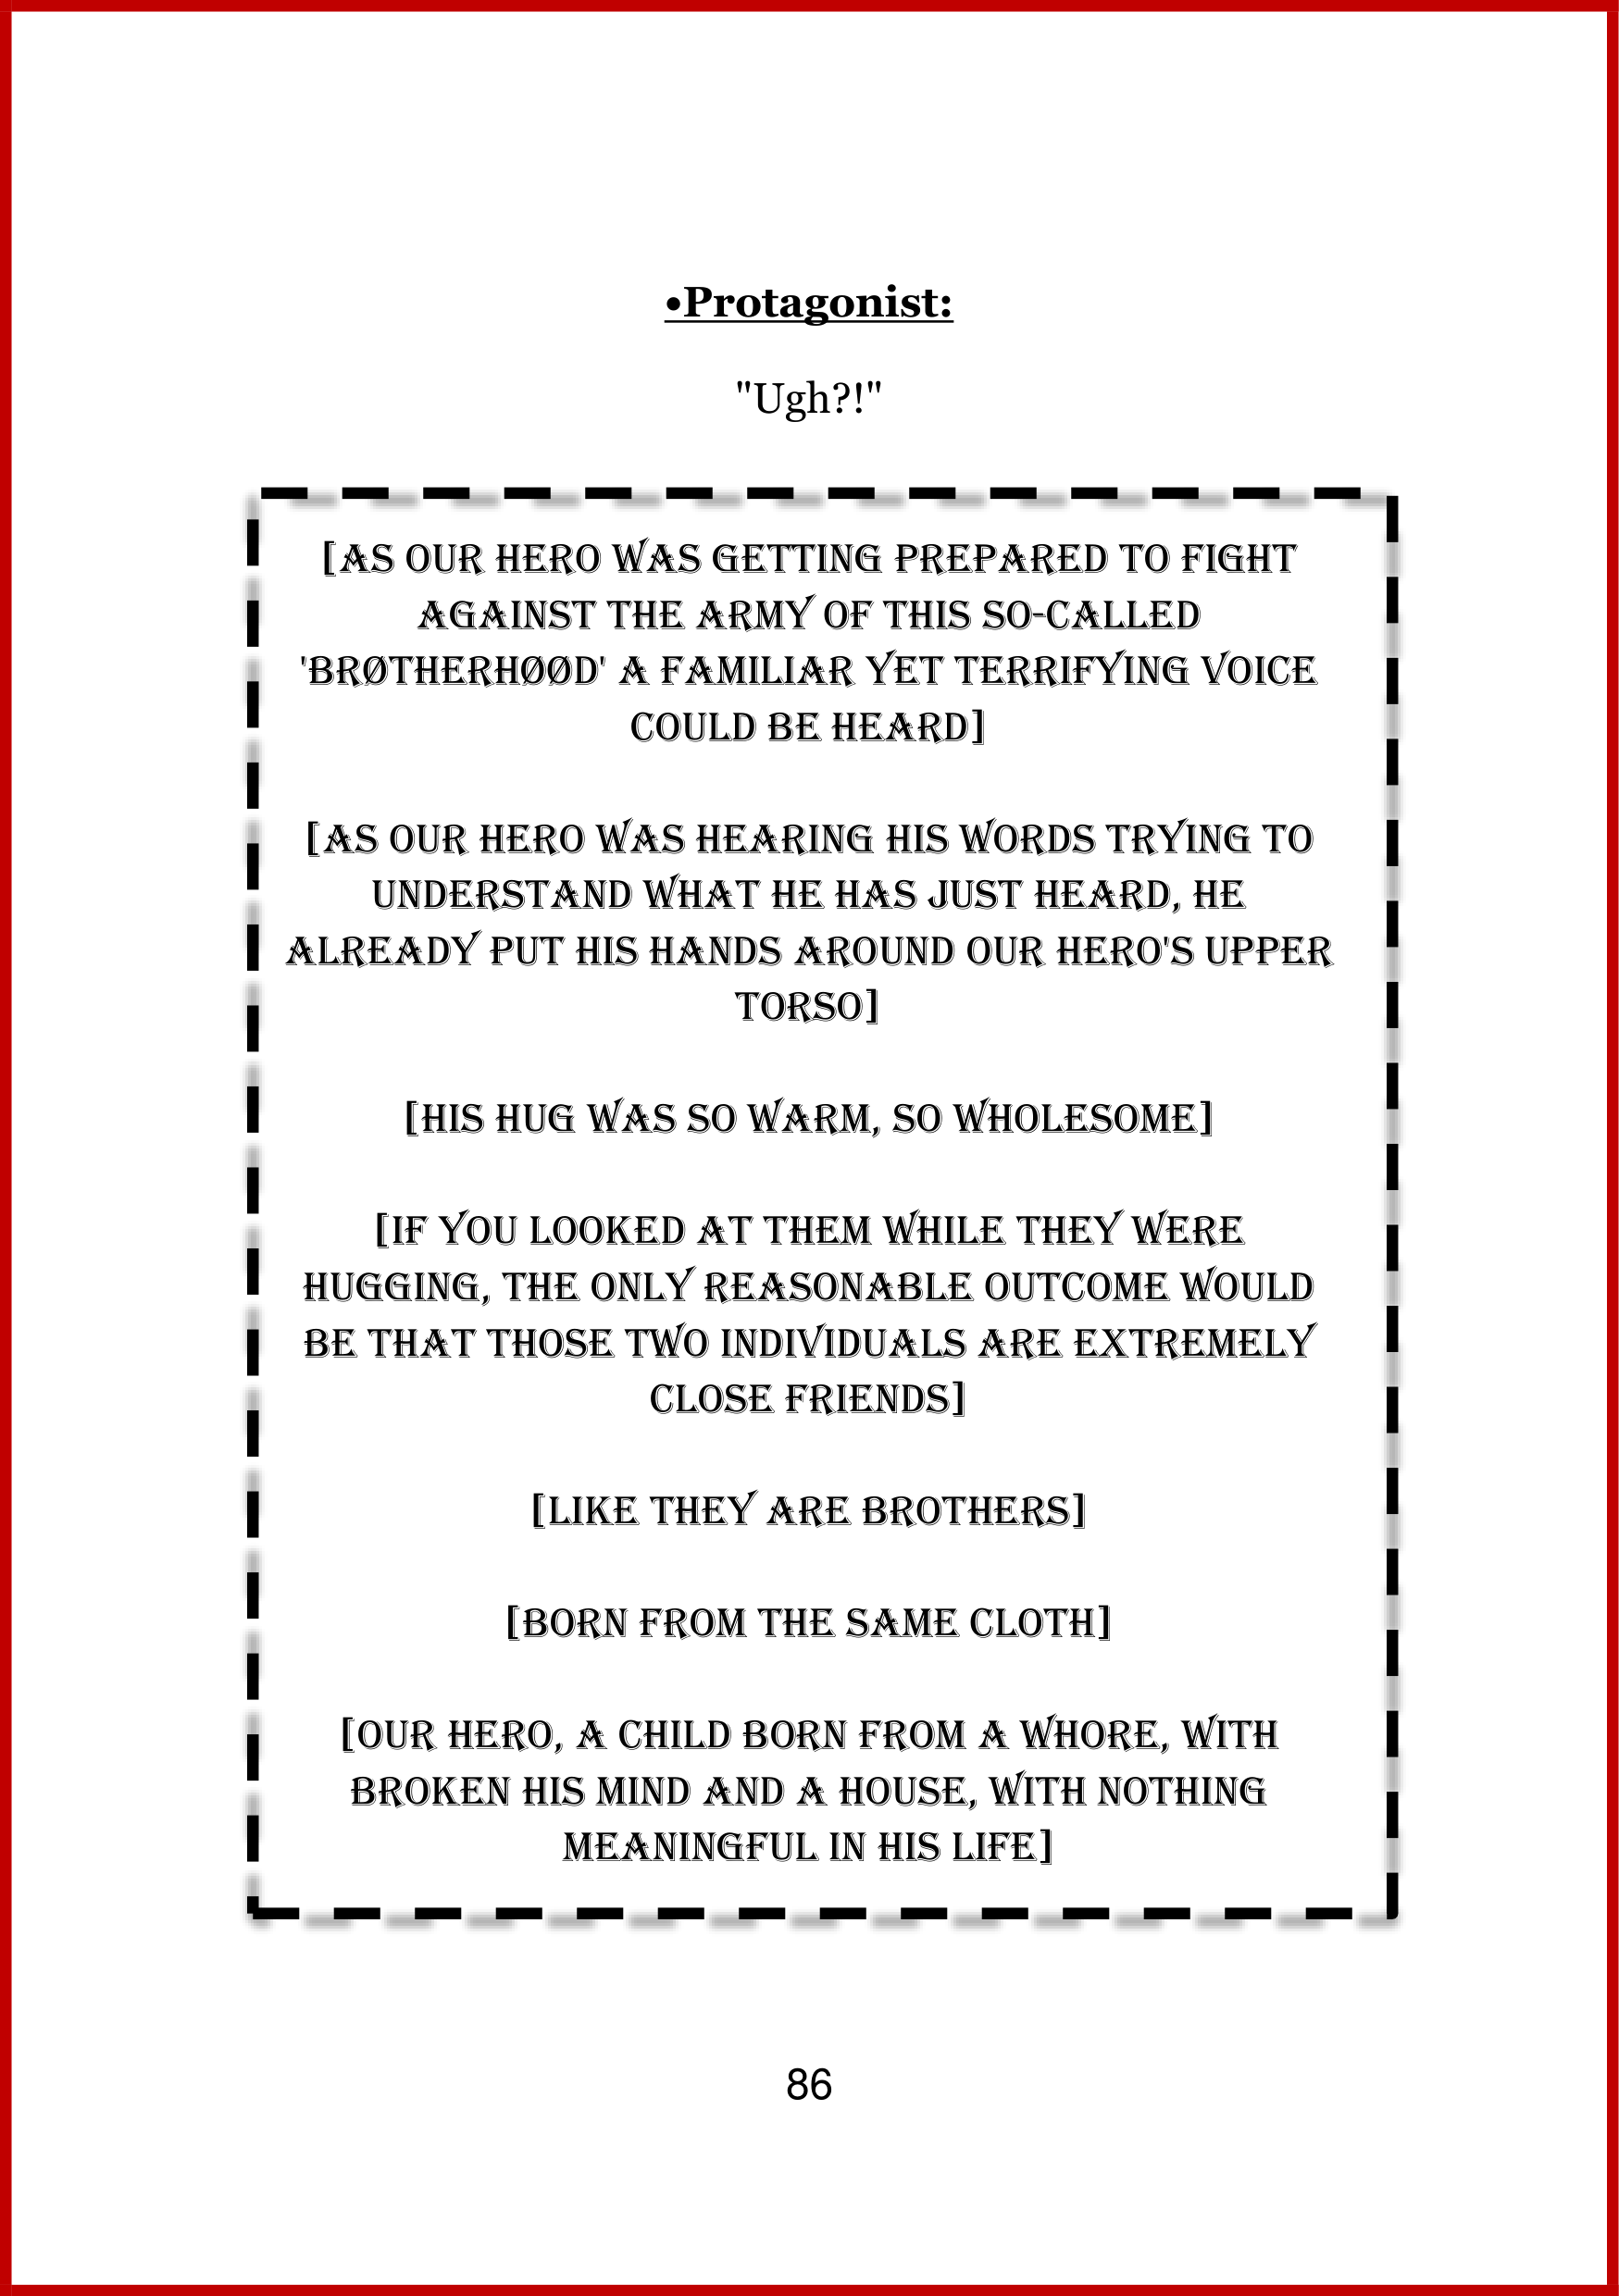 •Protagonist:
"Ugh?!"
[AS OUR HERO WAS GETTING PREPARED TO FIGHT
AGAINST THE ARMY OF THIS SO-CALLED
'BRØTHERHØØD' A FAMILIAR YET TERRIFYING VOICE
COULD BE HEARD]
[AS OUR HERO WAS HEARING HIS WORDS TRYING TO
UNDERSTAND WHAT HE HAS JUST HEARD, HE
ALREADY PUT HIS HANDS AROUND OUR HERO'S UPPER
TORSO]
[HIS HUG WAS SO WARM, SO WHOLESOME]
[IF YOU LOOKED AT THEM WHILE THEY WERE
HUGGING, THE ONLY REASONABLE OUTCOME WOULD
BE THAT THOSE TWO INDIVIDUALS ARE EXTREMELY
CLOSE FRIENDS]
[LIKE THEY ARE BROTHERS]
[BORN FROM THE SAME CLOTH]
[OUR HERO, A CHILD BORN FROM A WHORE, WITH
BROKEN HIS MIND AND A HOUSE, WITH NOTHING
MEANINGFUL IN HIS LIFE]
86